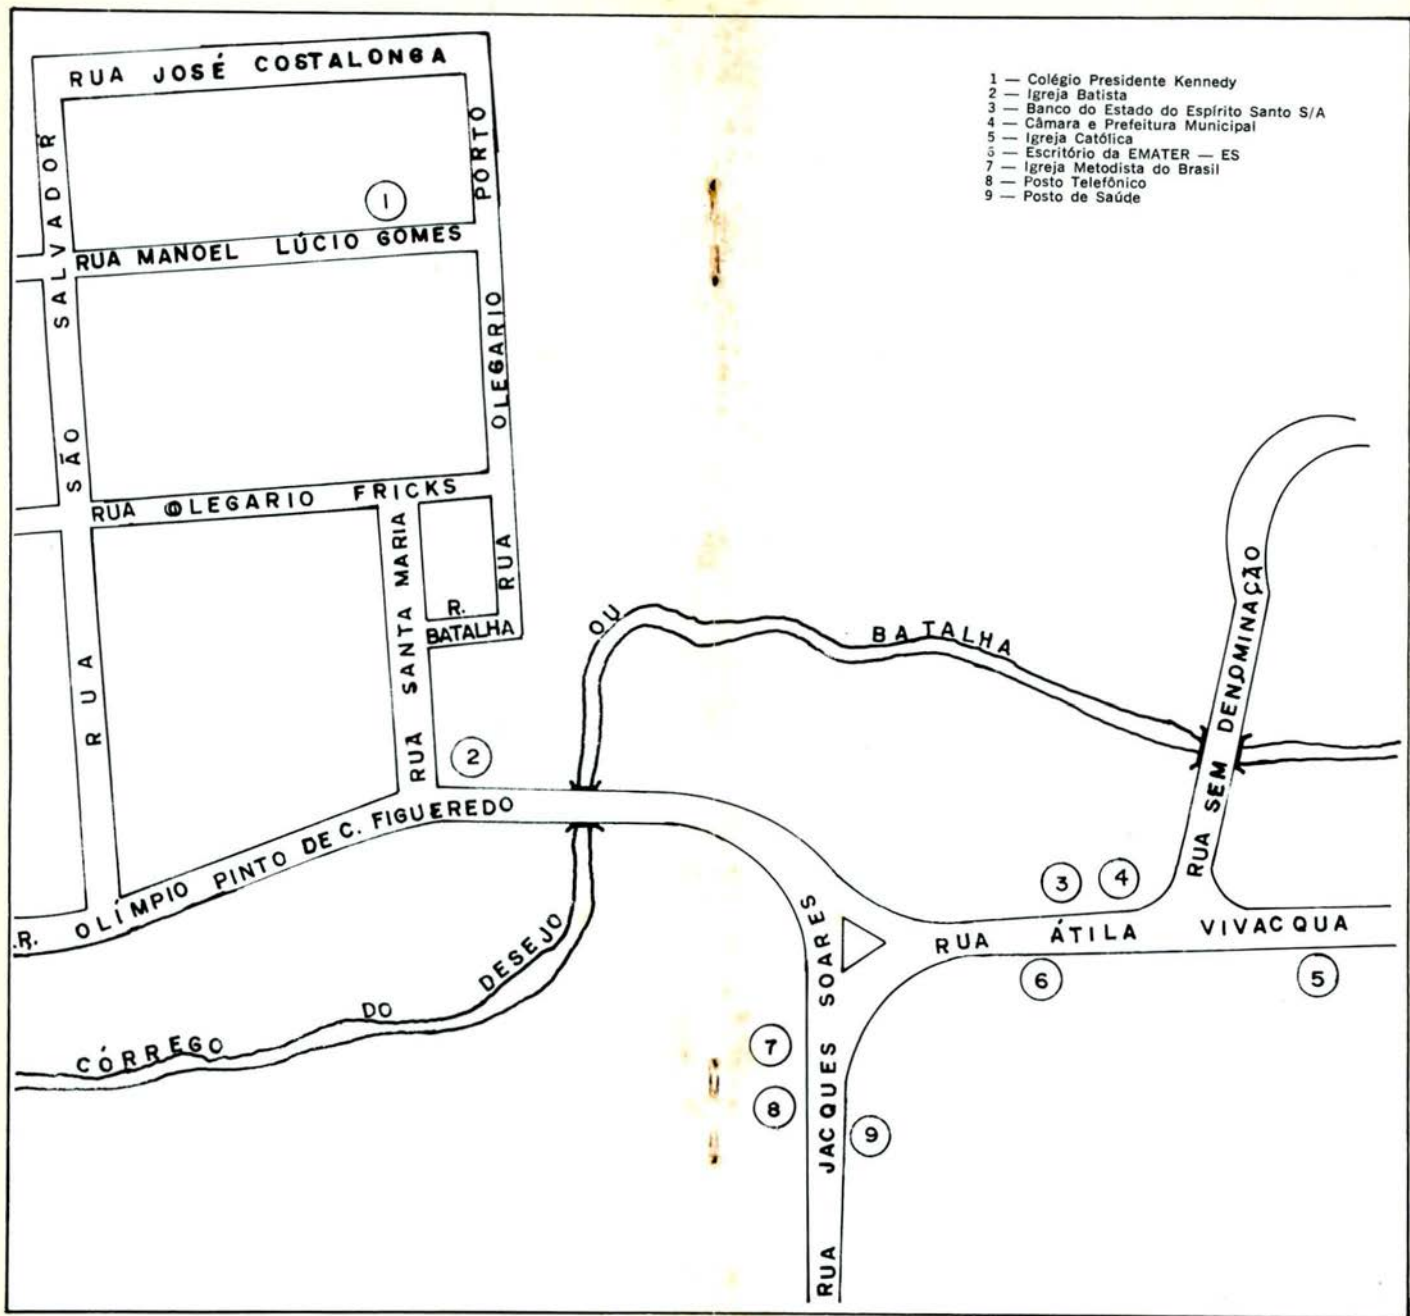 RUA JOSÉ COSTALONGA
1 — Colégio Presidente Kennedy
2 — Igreja Batista
3 — Banco do Estado do Espírito Santo S/A
4 — Câmara e Prefeitura Municipal
5 — Igreja Católica
6 — Escritório da EMATER — ES
7 — Igreja Metodista do Brasil
8 — Posto Telefônico
9 — Posto de Saúde
RUA SÃO SALVADOR
RUA OLEGARIO PORTO
1
RUA MANOEL LÚCIO GOMES
RUA OLEGARIO FRICKS
RUA SANTA MARIA
R.
BATALHA
2
R. OLÍMPIO PINTO DE C. FIGUEREDO
CÓRREGO DO DESEJO OU BATALHA
RUA SEM DENOMINAÇÃO
3
4
RUA ÁTILA VIVACQUA
6
5
RUA JACQUES SOARES
7
8
9